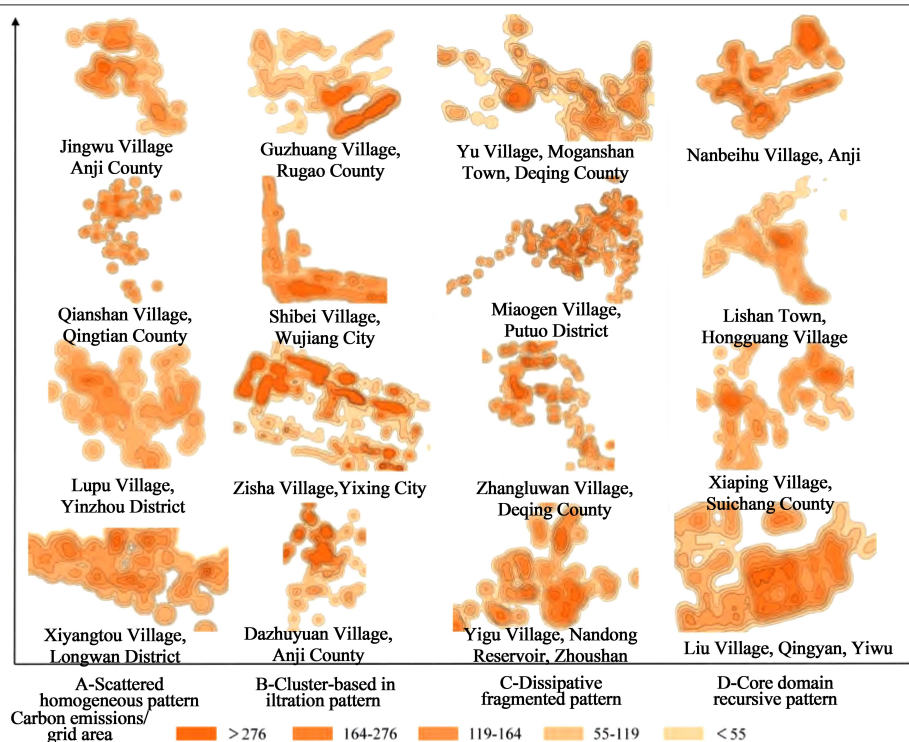 Jingwu Village
Anji County
Guzhuang Village,
Rugao County
Yu Village, Moganshan
Town, Deqing County
Nanbeihu Village, Anji
Qianshan Village,
Qingtian County
Shibei Village,
Wujiang City
Miaogen Village,
Putuo District
Lishan Town,
Hongguang Village
Lupu Village,
Yinzhou District
Zisha Village,Yixing City
Zhangluwan Village,
Deqing County
Xiaping Village,
Suichang County
Xiyangtou Village,
Longwan District
Dazhuyuan Village,
Anji County
Yigu Village, Nandong
Reservoir, Zhoushan
Liu Village, Qingyan, Yiwu
A-Scattered
homogeneous pattern
B-Cluster-based in
iltration pattern
C-Dissipative
fragmented pattern
D-Core domain
recursive pattern
Carbon emissions/
grid area
>276
164-276
119-164
55-119
<55